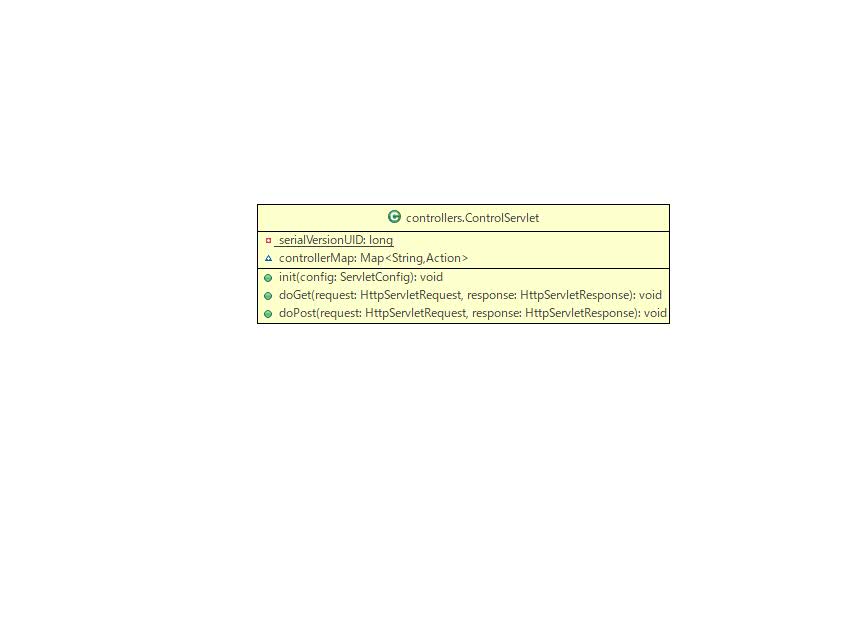 controllers.ControlServlet
serialVersionUID: long
controllerMap: Map<String,Action>
init(config: ServletConfig): void
doGet(request: HttpServletRequest, response: HttpServletResponse): void
doPost(request: HttpServletRequest, response: HttpServletResponse): void